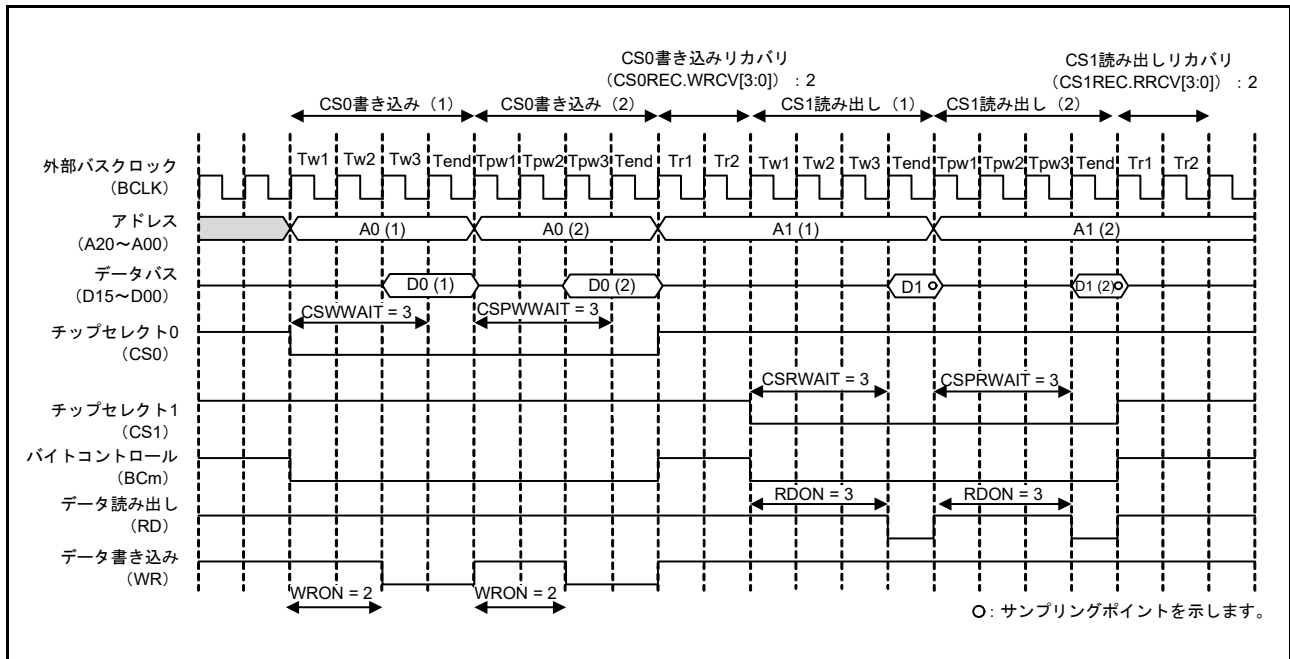 CS0書き込みリカバリ
(CS0REC.WRCV[3:0]) : 2
CS1読み出しリカバリ
(CS1REC.RRCV[3:0]) : 2
CS0書き込み (1)
CS0書き込み (2)
CS1読み出し (1)
CS1読み出し (2)
Tw1 Tw2 Tw3 Tend Tpw1 Tpw2 Tpw3 Tend Tr1 Tr2 Tw1 Tw2 Tw3 Tend Tpw1 Tpw2 Tpw3 Tend Tr1 Tr2
外部バスクロック
(BCLK)
アドレス
(A20~A00)
A0 (1) A0 (2) A1 (1) A1 (2)
データバス
(D15~D00)
D0 (1) D0 (2) D1 D1 (2)
CSWWAIT = 3 CSPWWAIT = 3
チップセレクト0
(CS0)
CSRWAIT = 3 CSPRWAIT = 3
チップセレクト1
(CS1)
バイトコントロール
(BCm)
データ読み出し
(RD)
RDON = 3 RDON = 3
データ書き込み
(WR)
WRON = 2 WRON = 2
O: サンプリングポイントを示します。